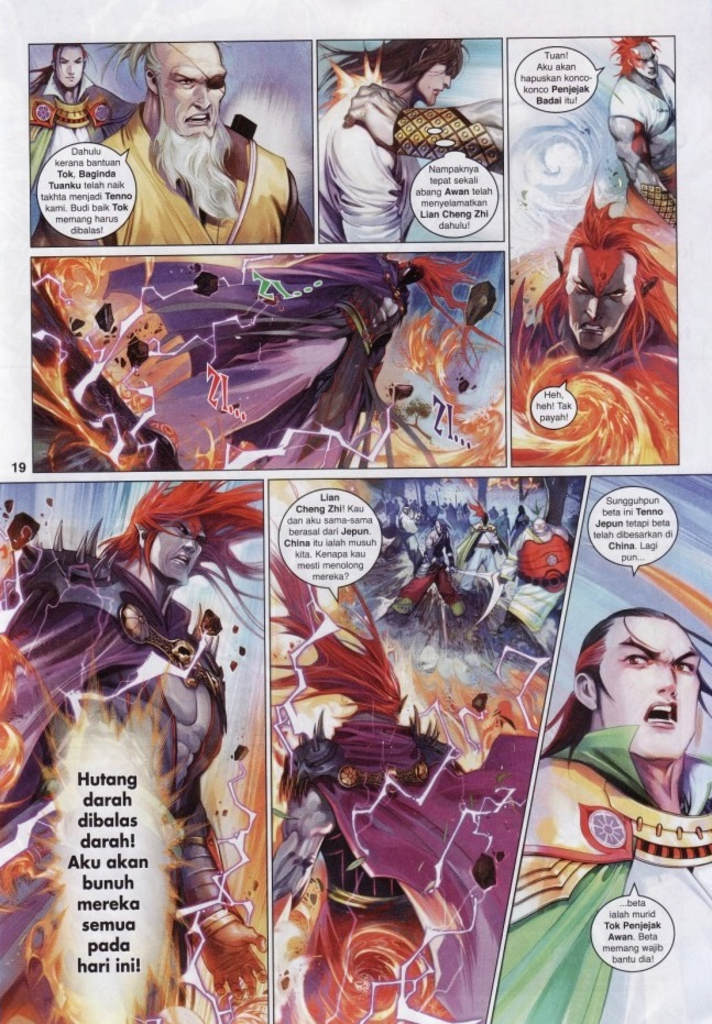 Dahulu
kerana bantuan
Tok, Baginda
Tuanku telah naik
takhta menjadi Tenno
kami. Budi baik Tok
memang harus
dibalas!
Nampaknya
tepat sekali
abang Awan telah
menyelamatkan
Lian Cheng Zhi
dahulu!
Tuan!
Aku akan
hapuskan konco-
konco Penjejak
Badai itu!
Heh,
heh! Tak
payah!
ZI...
ZI...
ZI...
19
Hutang
darah
dibalas
darah!
Aku akan
bunuh
mereka
semua
pada
hari ini!
Lian
Cheng Zhi! Kau
dan aku sama-sama
berasal dari Jepun.
China itu ialah musuh
kita. Kenapa kau
mesti menolong
mereka?
Sungguhpun
beta ini Tenno
Jepun tetapi beta
dibesarkan di
China. Lagi
pun...
...beta
ialah murid
Tok Penjejak
Awan. Beta
memang wajib
bantu dia!